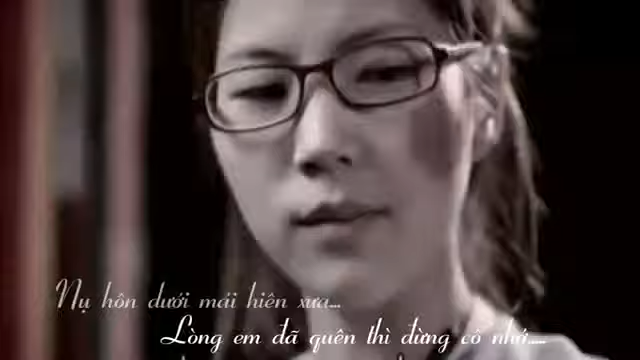 Nụ hôn dưới mái hiên xưa...
Lòng em đã quên thì đừng cố nhớ.....